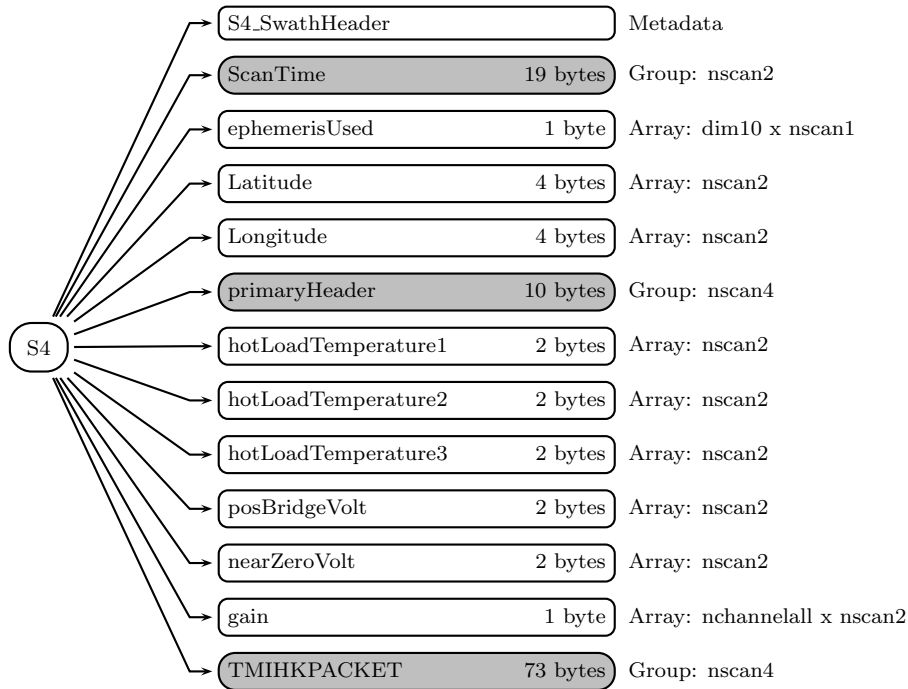 S4_SwathHeader Metadata
ScanTime 19 bytes Group: nscan2
ephemerisUsed 1 byte Array: dim10 x nscan1
Latitude 4 bytes Array: nscan2
Longitude 4 bytes Array: nscan2
primaryHeader 10 bytes Group: nscan4
S4
hotLoadTemperature1 2 bytes Array: nscan2
hotLoadTemperature2 2 bytes Array: nscan2
hotLoadTemperature3 2 bytes Array: nscan2
posBridgeVolt 2 bytes Array: nscan2
nearZeroVolt 2 bytes Array: nscan2
gain 1 byte Array: nchannelall x nscan2
TMIHKPACKET 73 bytes Group: nscan4